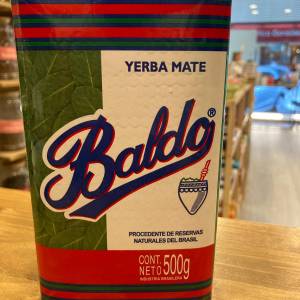 YERBA MATE
Baldo®
PROCEDENTE DE RESERVAS
NATURALES DEL BRASIL
CONT.
NETO 500g
INDUSTRIA BRASILEÑA